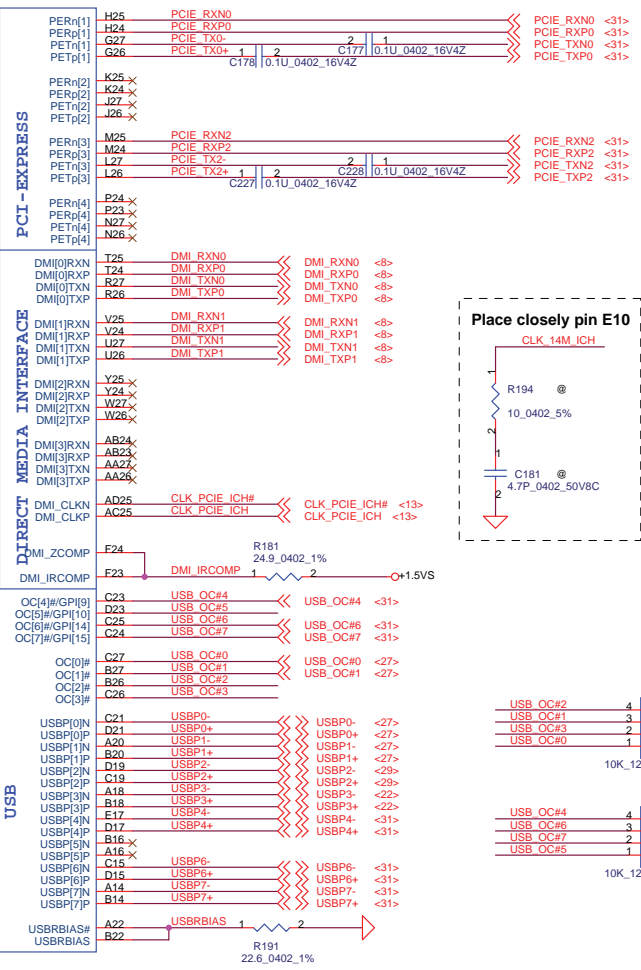 PERn[1] H25 PCIE_RXN0 PCIE_RXN0 <31>
PERp[1] H24 PCIE_RXP0 PCIE_RXP0 <31>
PETn[1] G27 PCIE_TX0- 2 1 PCIE_TXN0 <31>
PETp[1] G26 PCIE_TX0+ 1 2 C177 0.1U_0402_16V4Z PCIE_TXP0 <31>
C178 0.1U_0402_16V4Z
PERn[2] K25
PERp[2] K24
PETn[2] J27
PETp[2] J26
PCI-EXPRESS
PERn[3] M25 PCIE_RXN2 PCIE_RXN2 <31>
PERp[3] M24 PCIE_RXP2 PCIE_RXP2 <31>
PETn[3] L27 PCIE_TX2- 2 1 PCIE_TXN2 <31>
PETp[3] L26 PCIE_TX2+ 1 2 C228 0.1U_0402_16V4Z PCIE_TXP2 <31>
C227 0.1U_0402_16V4Z
PERn[4] P24
PERp[4] P23
PETn[4] N27
PETp[4] N26
DMI[0]RXN T25 DMI_RXN0 DMI_RXN0 <8>
DMI[0]RXP T24 DMI_RXP0 DMI_RXP0 <8>
DMI[0]TXN R27 DMI_TXN0 DMI_TXN0 <8>
DMI[0]TXP R26 DMI_TXP0 DMI_TXP0 <8>
DMI[1]RXN V25 DMI_RXN1 DMI_RXN1 <8>
DMI[1]RXP V24 DMI_RXP1 DMI_RXP1 <8>
DMI[1]TXN U27 DMI_TXN1 DMI_TXN1 <8>
DMI[1]TXP U26 DMI_TXP1 DMI_TXP1 <8>
DIRECT MEDIA INTERFACE
DMI[2]RXN Y25
DMI[2]RXP Y24
DMI[2]TXN W27
DMI[2]TXP W26
DMI[3]RXN AB24
DMI[3]RXP AB23
DMI[3]TXN AA27
DMI[3]TXP AA26
DMI_CLKN AD25 CLK_PCIE_ICH# CLK_PCIE_ICH# <13>
DMI_CLKP AC25 CLK_PCIE_ICH CLK_PCIE_ICH <13>
DMI_ZCOMP F24
R181
24.9_0402_1%
DMI_IRCOMP F23 DMI_IRCOMP 1 2 +1.5VS
Place closely pin E10
CLK_14M_ICH
1
R194 @
10_0402_5%
2
1
C181 @
4.7P_0402_50V8C
2
OC[4]#/GPI[9] C23 USB_OC#4 USB_OC#4 <31>
OC[5]#/GPI[10] D23 USB_OC#5
OC[6]#/GPI[14] C25 USB_OC#6 USB_OC#6 <31>
OC[7]#/GPI[15] C24 USB_OC#7 USB_OC#7 <31>
OC[0]# C27 USB_OC#0 USB_OC#0 <27>
OC[1]# B27 USB_OC#1 USB_OC#1 <27>
OC[2]# B26 USB_OC#2
OC[3]# C26 USB_OC#3
USBP[0]N C21 USBP0- USBP0- <27>
USBP[0]P D21 USBP0+ USBP0+ <27>
USBP[1]N A20 USBP1- USBP1- <27>
USBP[1]P B20 USBP1+ USBP1+ <27>
USBP[2]N D19 USBP2- USBP2- <29>
USBP[2]P C19 USBP2+ USBP2+ <29>
USBP[3]N A18 USBP3- USBP3- <22>
USBP[3]P B18 USBP3+ USBP3+ <22>
USBP[4]N E17 USBP4- USBP4- <31>
USBP[4]P D17 USBP4+ USBP4+ <31>
USBP[5]N B16
USBP[5]P A16
USBP[6]N C15 USBP6- USBP6- <31>
USBP[6]P D15 USBP6+ USBP6+ <31>
USBP[7]N A14 USBP7- USBP7- <31>
USBP[7]P B14 USBP7+ USBP7+ <31>
USB
USBRBIAS# A22 USBRBIAS 1 2
USBRBIAS B22
R191
22.6_0402_1%
USB_OC#2 4
USB_OC#1 3
USB_OC#3 2
USB_OC#0 1
10K_12
USB_OC#4 4
USB_OC#6 3
USB_OC#7 2
USB_OC#5 1
10K_12